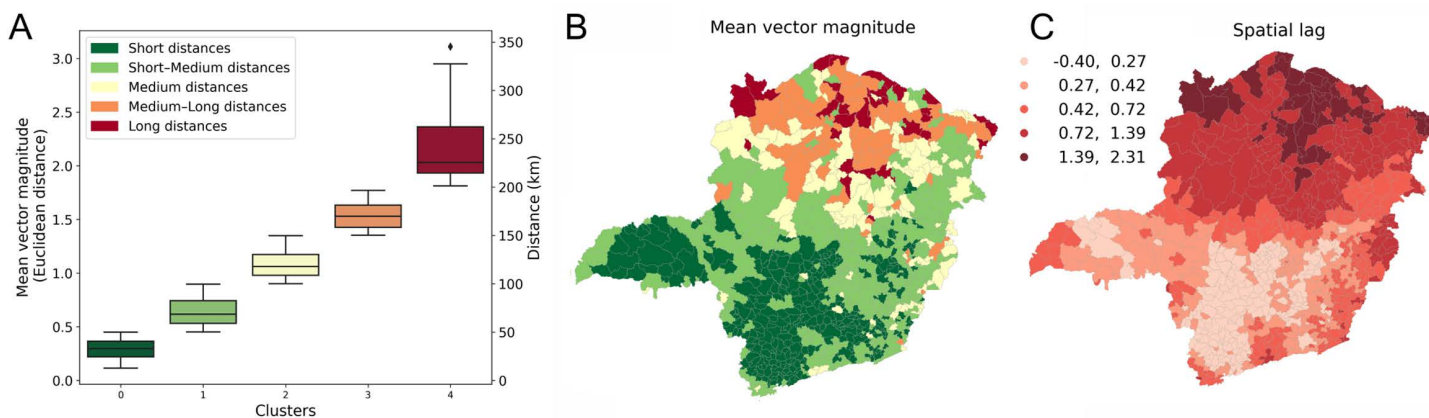 A
Mean vector magnitude
(Euclidean distance)
3.0
2.5
2.0
1.5
1.0
0.5
0.0
Short distances
Short–Medium distances
Medium distances
Medium–Long distances
Long distances
0
1
2
3
4
Clusters
350
300
250
200
150
100
50
0
Distance (km)
B
Mean vector magnitude
C
Spatial lag
-0.40, 0.27
0.27, 0.42
0.42, 0.72
0.72, 1.39
1.39, 2.31